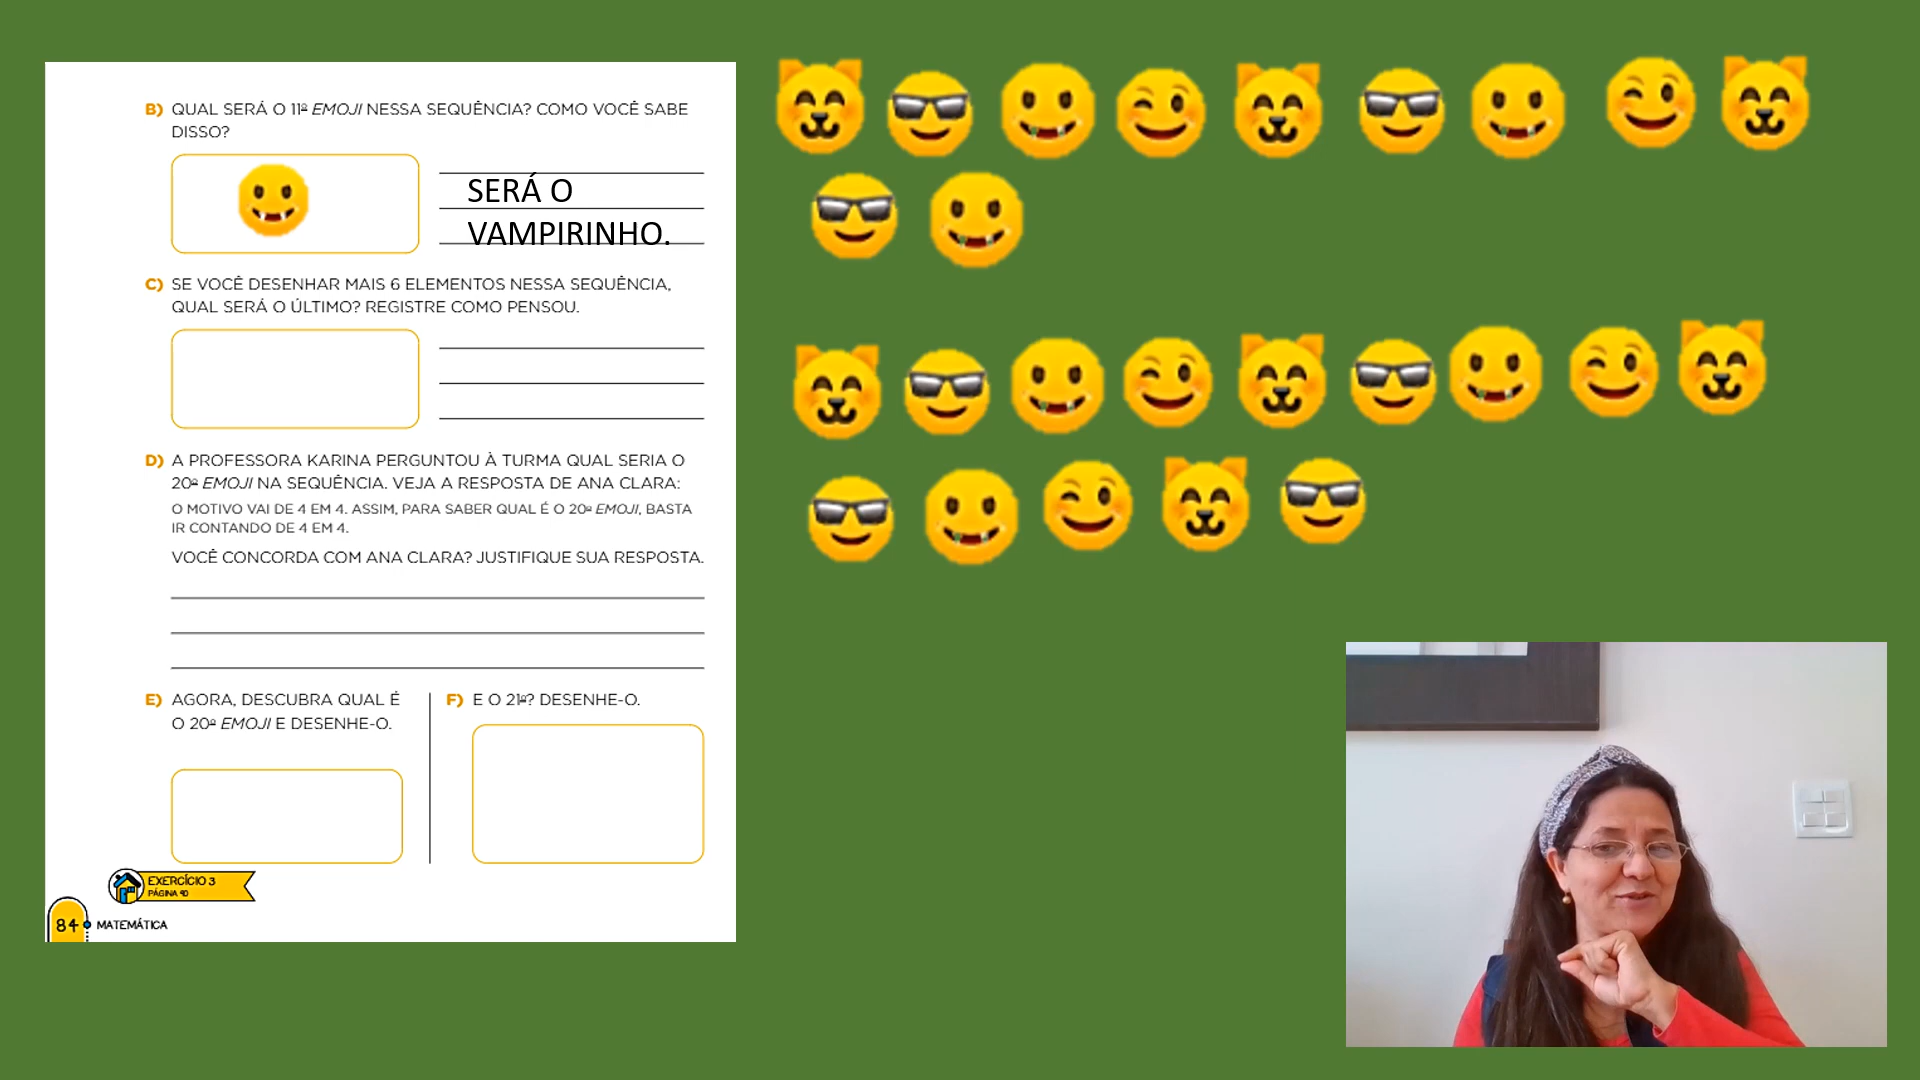 B) QUAL SERÁ O 11º EMOJI NESSA SEQUÊNCIA? COMO VOCÊ SABE
DISSO?
SERÁ O
VAMPIRINHO.
C) SE VOCÊ DESENHAR MAIS 6 ELEMENTOS NESSA SEQUÊNCIA,
QUAL SERÁ O ÚLTIMO? REGISTRE COMO PENSOU.
D) A PROFESSORA KARINA PERGUNTOU À TURMA QUAL SERIA O
20º EMOJI NA SEQUÊNCIA. VEJA A RESPOSTA DE ANA CLARA:
O MOTIVO VAI DE 4 EM 4. ASSIM, PARA SABER QUAL É O 20º EMOJI, BASTA
IR CONTANDO DE 4 EM 4.
VOCÊ CONCORDA COM ANA CLARA? JUSTIFIQUE SUA RESPOSTA.
E) AGORA, DESCUBRA QUAL É
O 20º EMOJI E DESENHE-O.
F) E O 21º? DESENHE-O.
EXERCÍCIO 3
PÁGINA 90
84 MATEMÁTICA